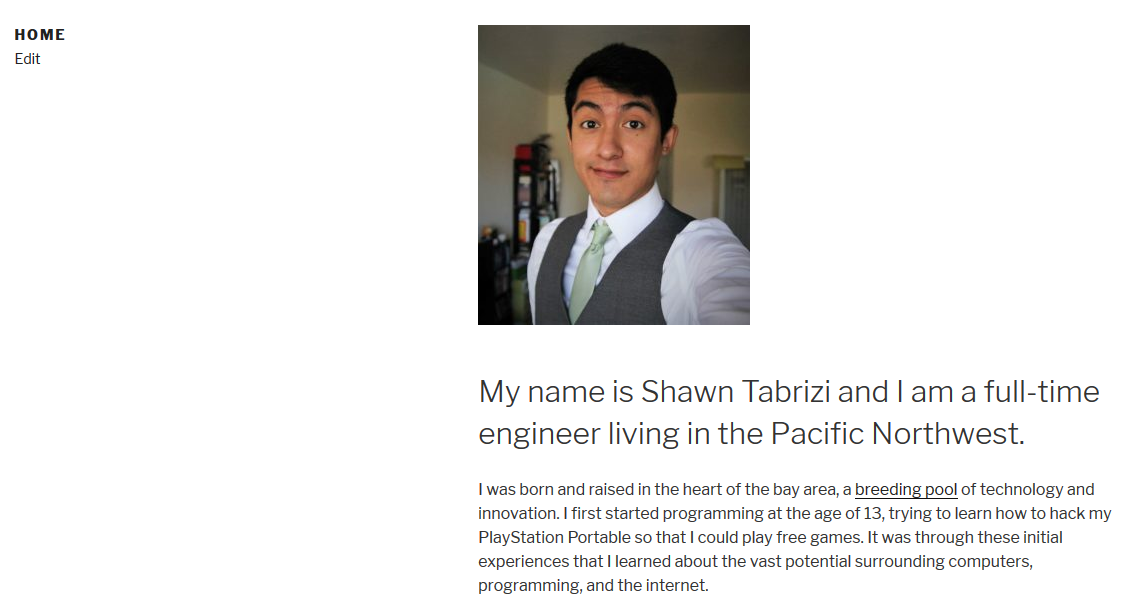 HOME
Edit
My name is Shawn Tabrizi and I am a full-time
engineer living in the Pacific Northwest.
I was born and raised in the heart of the bay area, a breeding pool of technology and
innovation. I first started programming at the age of 13, trying to learn how to hack my
PlayStation Portable so that I could play free games. It was through these initial
experiences that I learned about the vast potential surrounding computers,
programming, and the internet.